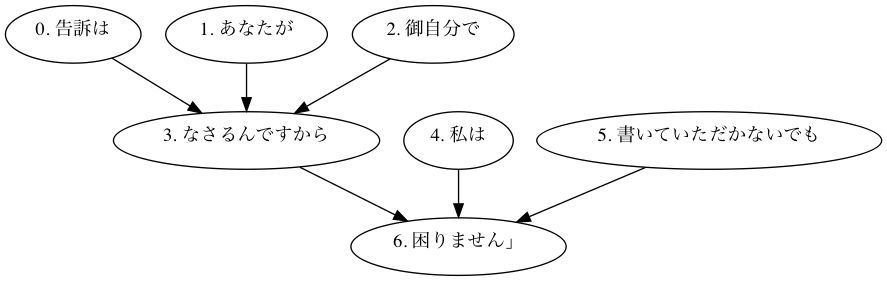 0. 告訴は
1. あなたが
2. 御自分で
3. なさるんですから
4. 私は
5. 書いていただかないでも
6. 困りません」